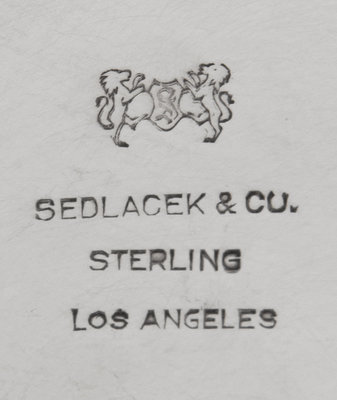 SEDLACEK & CO.
STERLING
LOS ANGELES